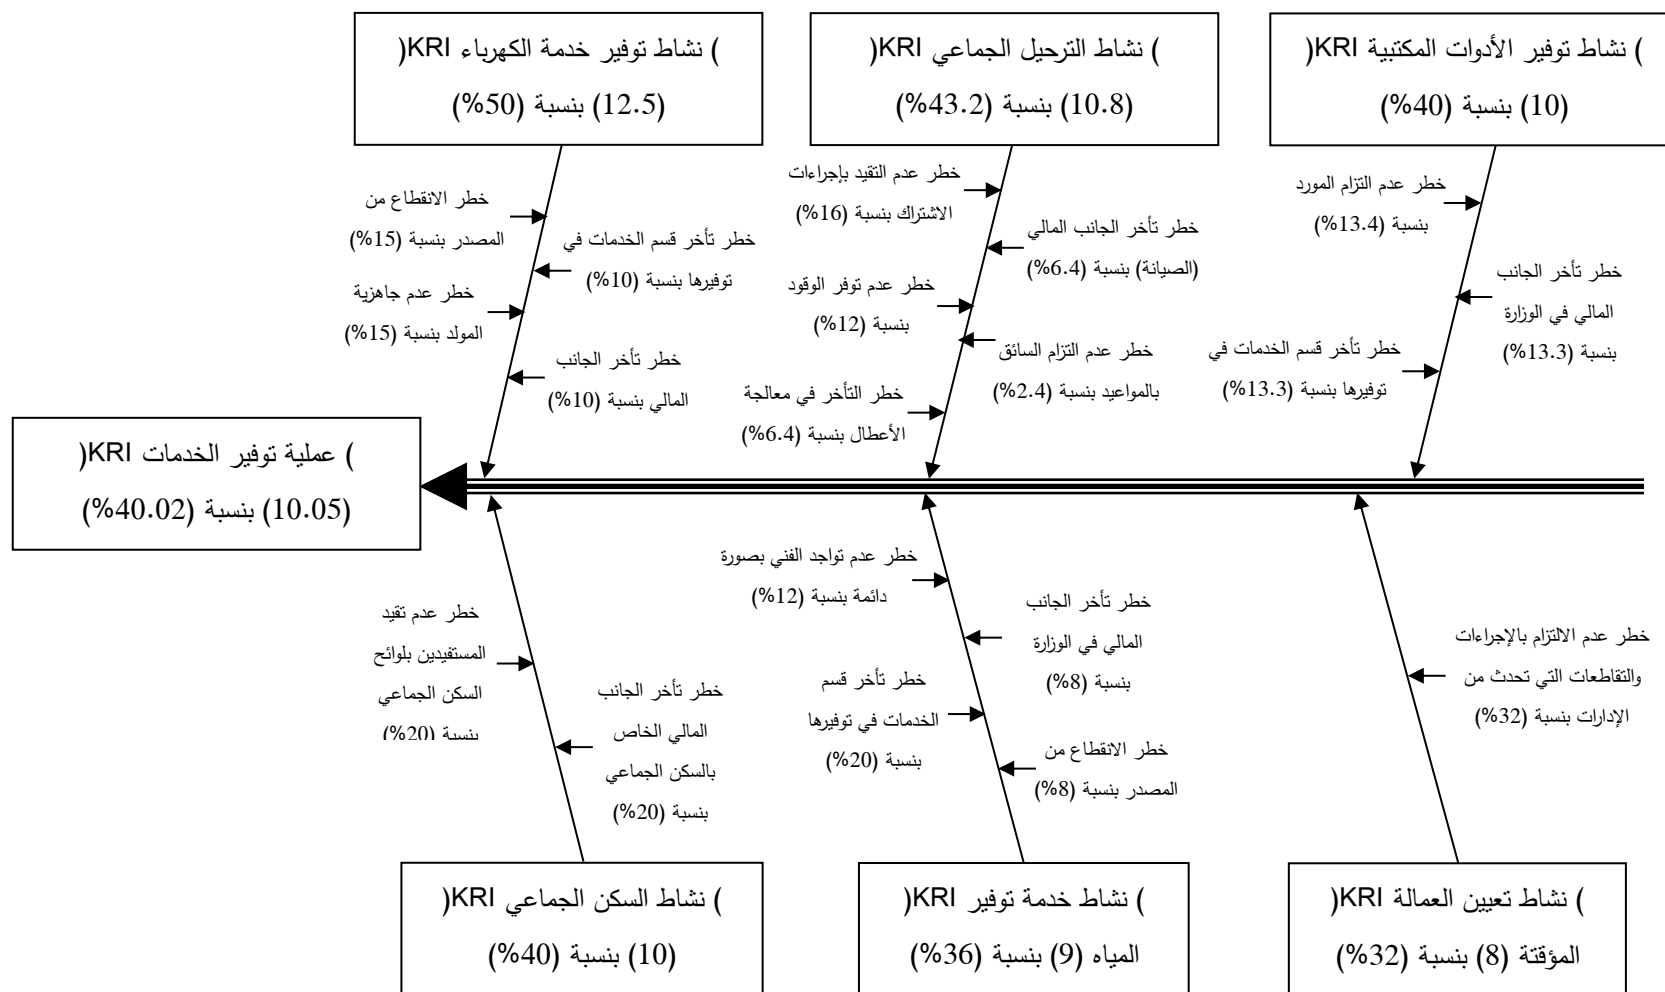 ) نشاط توفير الأدوات المكتبية KRI(
(10) بنسبة (40%)
) نشاط الترحيل الجماعي KRI(
(10.8) بنسبة (43.2%)
) نشاط توفير خدمة الكهرباء KRI(
(12.5) بنسبة (50%)
خطر عدم التزام المورد
بنسبة (13.4%)
خطر تأخر الجانب
المالي في الوزارة
بنسبة (13.3%)
خطر تأخر قسم الخدمات في
توفيرها بنسبة (13.3%)
خطر عدم التقيد بإجراءات
الاشتراك بنسبة (16%)
خطر تأخر الجانب المالي
(الصيانة) بنسبة (6.4%)
خطر عدم توفر الوقود
بنسبة (12%)
خطر عدم التزام السائق
بالمواعيد بنسبة (2.4%)
خطر التأخر في معالجة
الأعطال بنسبة (6.4%)
خطر الانقطاع من
المصدر بنسبة (15%)
خطر تأخر قسم الخدمات في
توفيرها بنسبة (10%)
خطر عدم جاهزية
المولد بنسبة (15%)
خطر تأخر الجانب
المالي بنسبة (10%)
) عملية توفير الخدمات KRI(
(10.05) بنسبة (40.02%)
خطر عدم الالتزام بالإجراءات
والتقاطعات التي تحدث من
الإدارات بنسبة (32%)
خطر عدم تواجد الفني بصورة
دائمة بنسبة (12%)
خطر تأخر الجانب
المالي في الوزارة
بنسبة (8%)
خطر تأخر قسم
الخدمات في توفيرها
بنسبة (20%)
خطر الانقطاع من
المصدر بنسبة (8%)
خطر عدم تقيد
المستفيدين بلوائح
السكن الجماعي
بنسبة (20%)
خطر تأخر الجانب
المالي الخاص
بالسكن الجماعي
بنسبة (20%)
) نشاط تعيين العمالة KRI(
المؤقتة (8) بنسبة (32%)
) نشاط خدمة توفير KRI(
المياه (9) بنسبة (36%)
) نشاط السكن الجماعي KRI(
(10) بنسبة (40%)